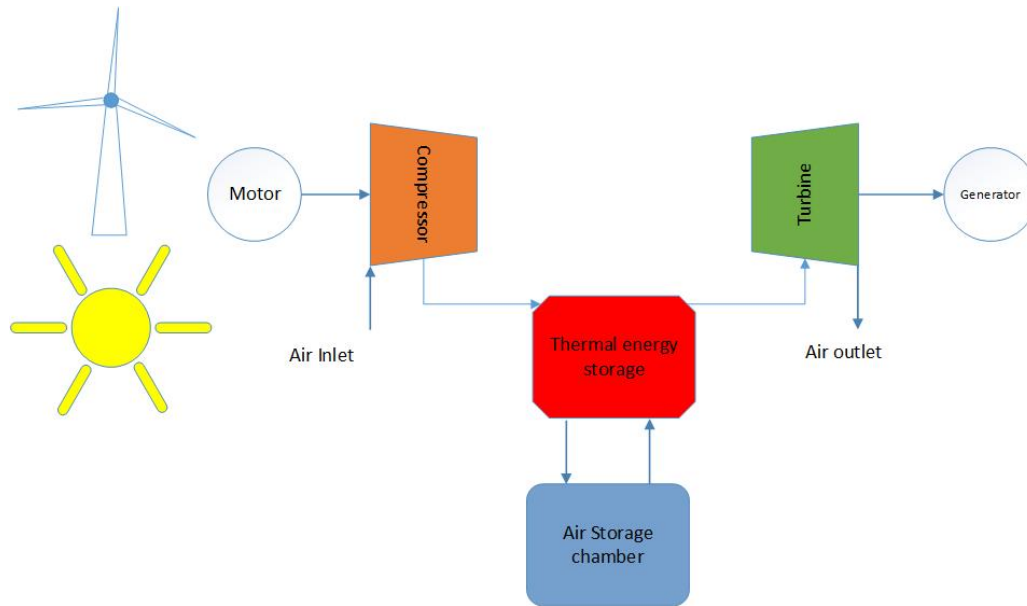 Motor
Compressor
Turbine
Generator
Air Inlet
Thermal energy
storage
Air outlet
Air Storage
chamber